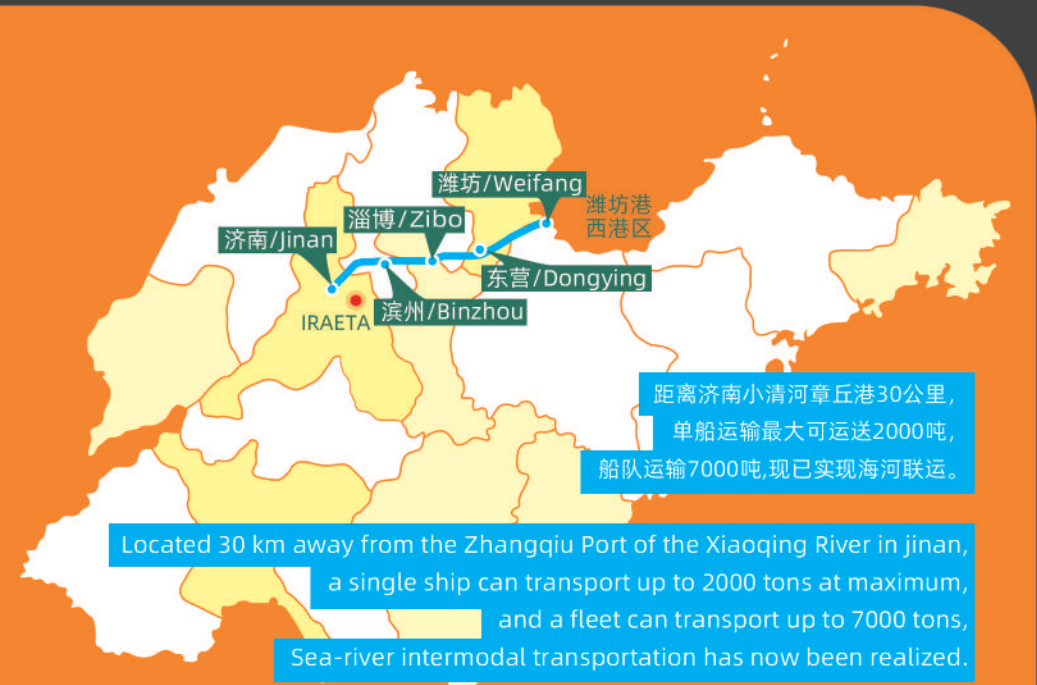 潍坊/Weifang
潍坊港
西港区
淄博/Zibo
济南/Jinan
东营/Dongying
滨州/Binzhou
IRAETA
距离济南小清河章丘港30公里，
单船运输最大可运送2000吨，
船队运输7000吨,现已实现海河联运。
Located 30 km away from the Zhangqiu Port of the Xiaoqing River in jinan,
a single ship can transport up to 2000 tons at maximum,
and a fleet can transport up to 7000 tons,
Sea-river intermodal transportation has now been realized.